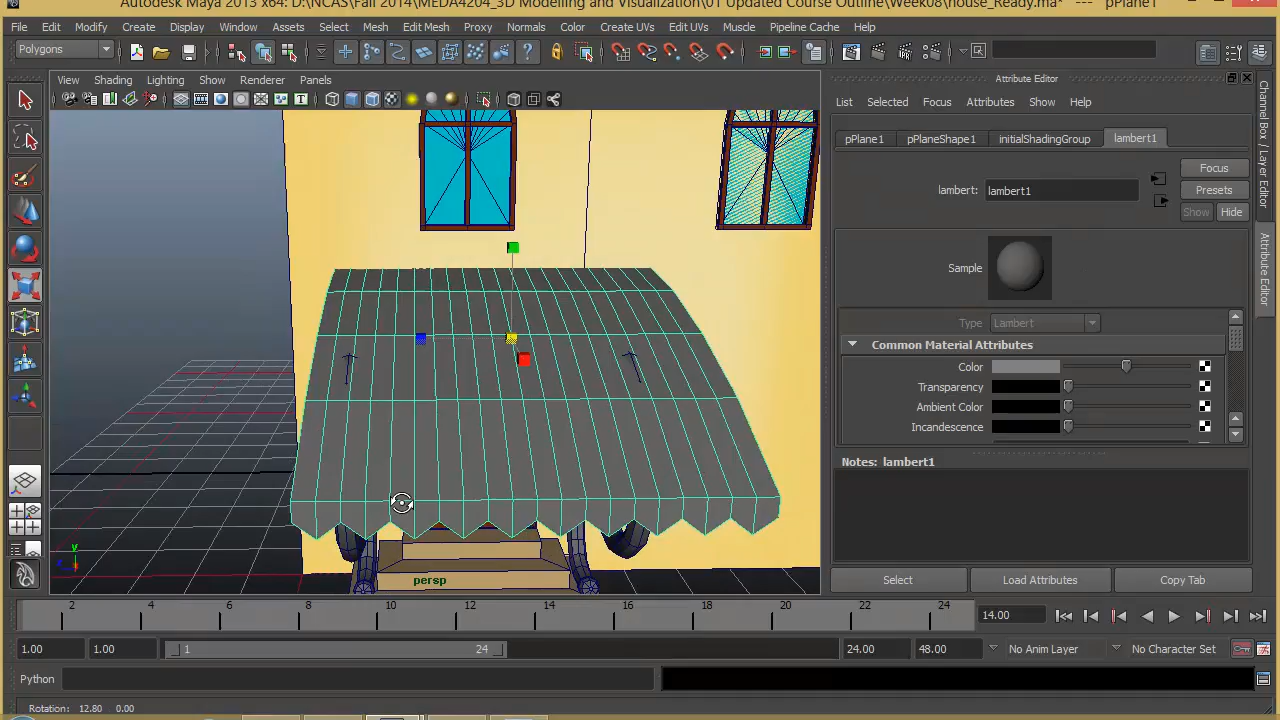 Autodesk Maya 2013 x64: D:\NCAS\Fall 2014\MEDA4204_3D Modelling and Visualization\01 Updated Course Outline\Week08\house_Ready.ma* --- pPlane1
File Edit Modify Create Display Window Assets Select Mesh Edit Mesh Proxy Normals Color Create UVs Edit UVs Muscle Pipeline Cache Help
Polygons
View Shading Lighting Show Renderer Panels
Attribute Editor
List Selected Focus Attributes Show Help
pPlane1 pPlaneShape1 initialShadingGroup lambert1
Focus
lambert: lambert1
Presets
Show Hide
Sample
Type Lambert
Common Material Attributes
Color
Transparency
Ambient Color
Incandescence
Notes: lambert1
Select Load Attributes Copy Tab
Channel Box / Layer Editor
Attribute Editor
y
persp
2 4 6 8 10 12 14 16 18 20 22 24
14.00
1.00 1.00 1 24 24.00 48.00 No Anim Layer No Character Set
Python
Rotation: 12.80 0.00